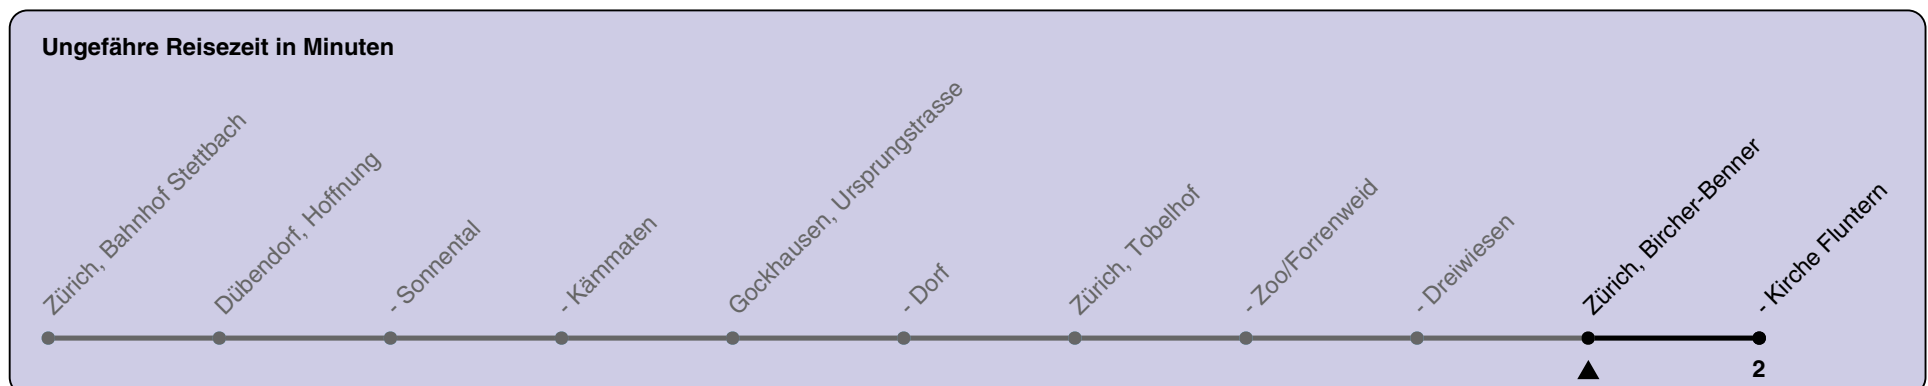 Ungefähre Reisezeit in Minuten
Zürich, Bahnhof Stettbach
Dübendorf, Hoffnung
- Sonnental
- Kämmaten
Gockhausen, Ursprungstrasse
- Dorf
Zürich, Tobelhof
- Zoo/Forrenweid
- Dreiwiesen
Zürich, Bircher-Benner
- Kirche Fluntern
2